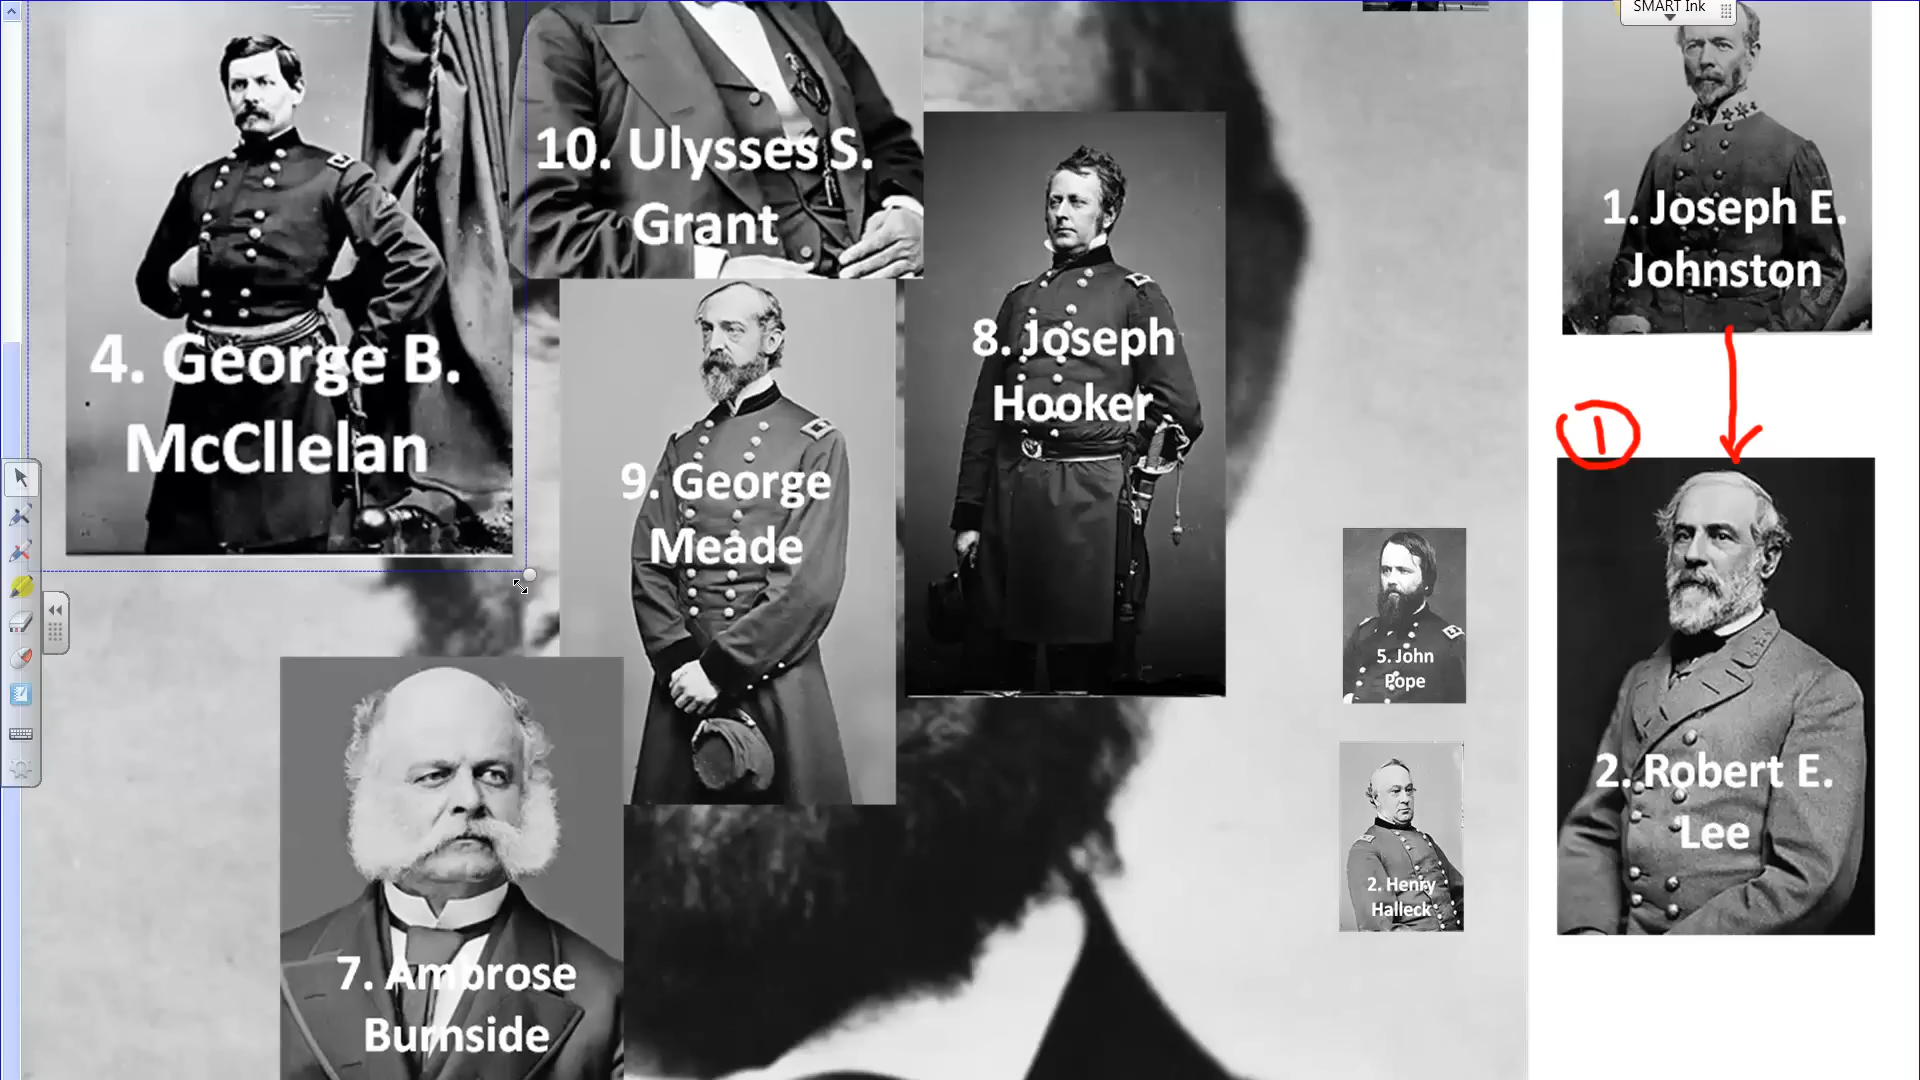 SMART Ink
4. George B.
McCllelan
10. Ulysses S.
Grant
8. Joseph
Hooker
1. Joseph E.
Johnston
9. George
Meade
1
5. John
Pope
2. Robert E.
Lee
2. Henry
Halleck
7. Ambrose
Burnside